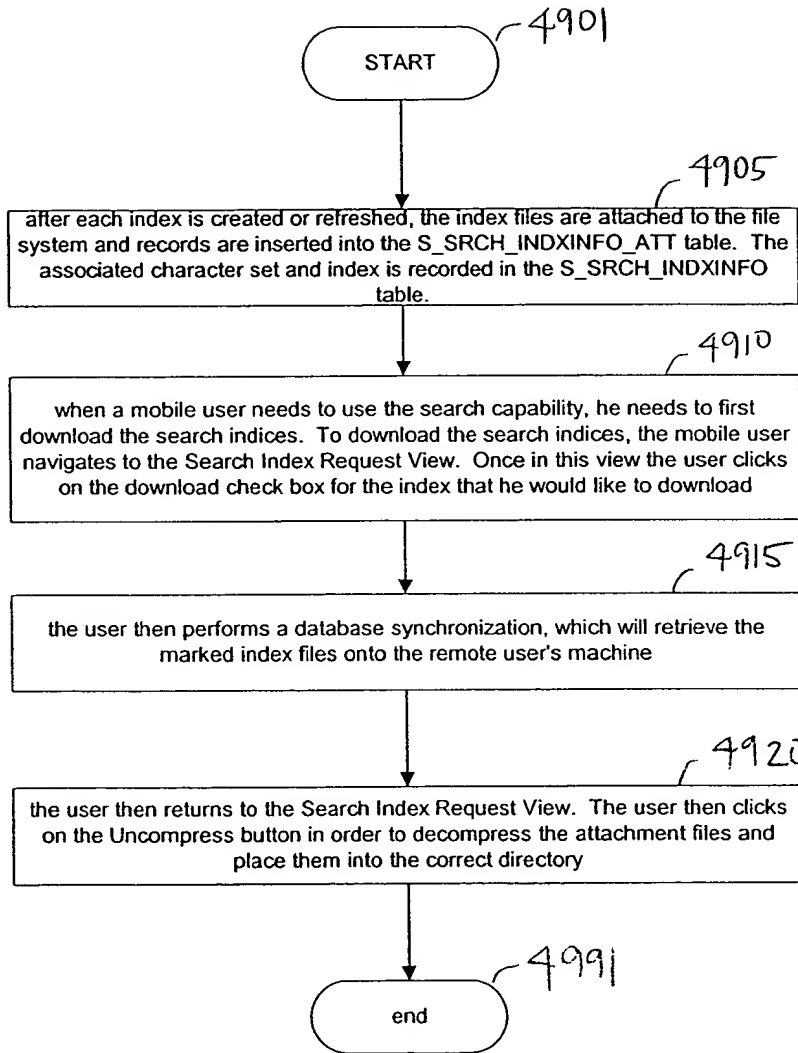 4901
START
4905
after each index is created or refreshed, the index files are attached to the file
system and records are inserted into the S_SRCH_INDXINFO_ATT table. The
associated character set and index is recorded in the S_SRCH_INDXINFO
table.
4910
when a mobile user needs to use the search capability, he needs to first
download the search indices. To download the search indices, the mobile user
navigates to the Search Index Request View. Once in this view the user clicks
on the download check box for the index that he would like to download
4915
the user then performs a database synchronization, which will retrieve the
marked index files onto the remote user's machine
4920
the user then returns to the Search Index Request View. The user then clicks
on the Uncompress button in order to decompress the attachment files and
place them into the correct directory
4991
end